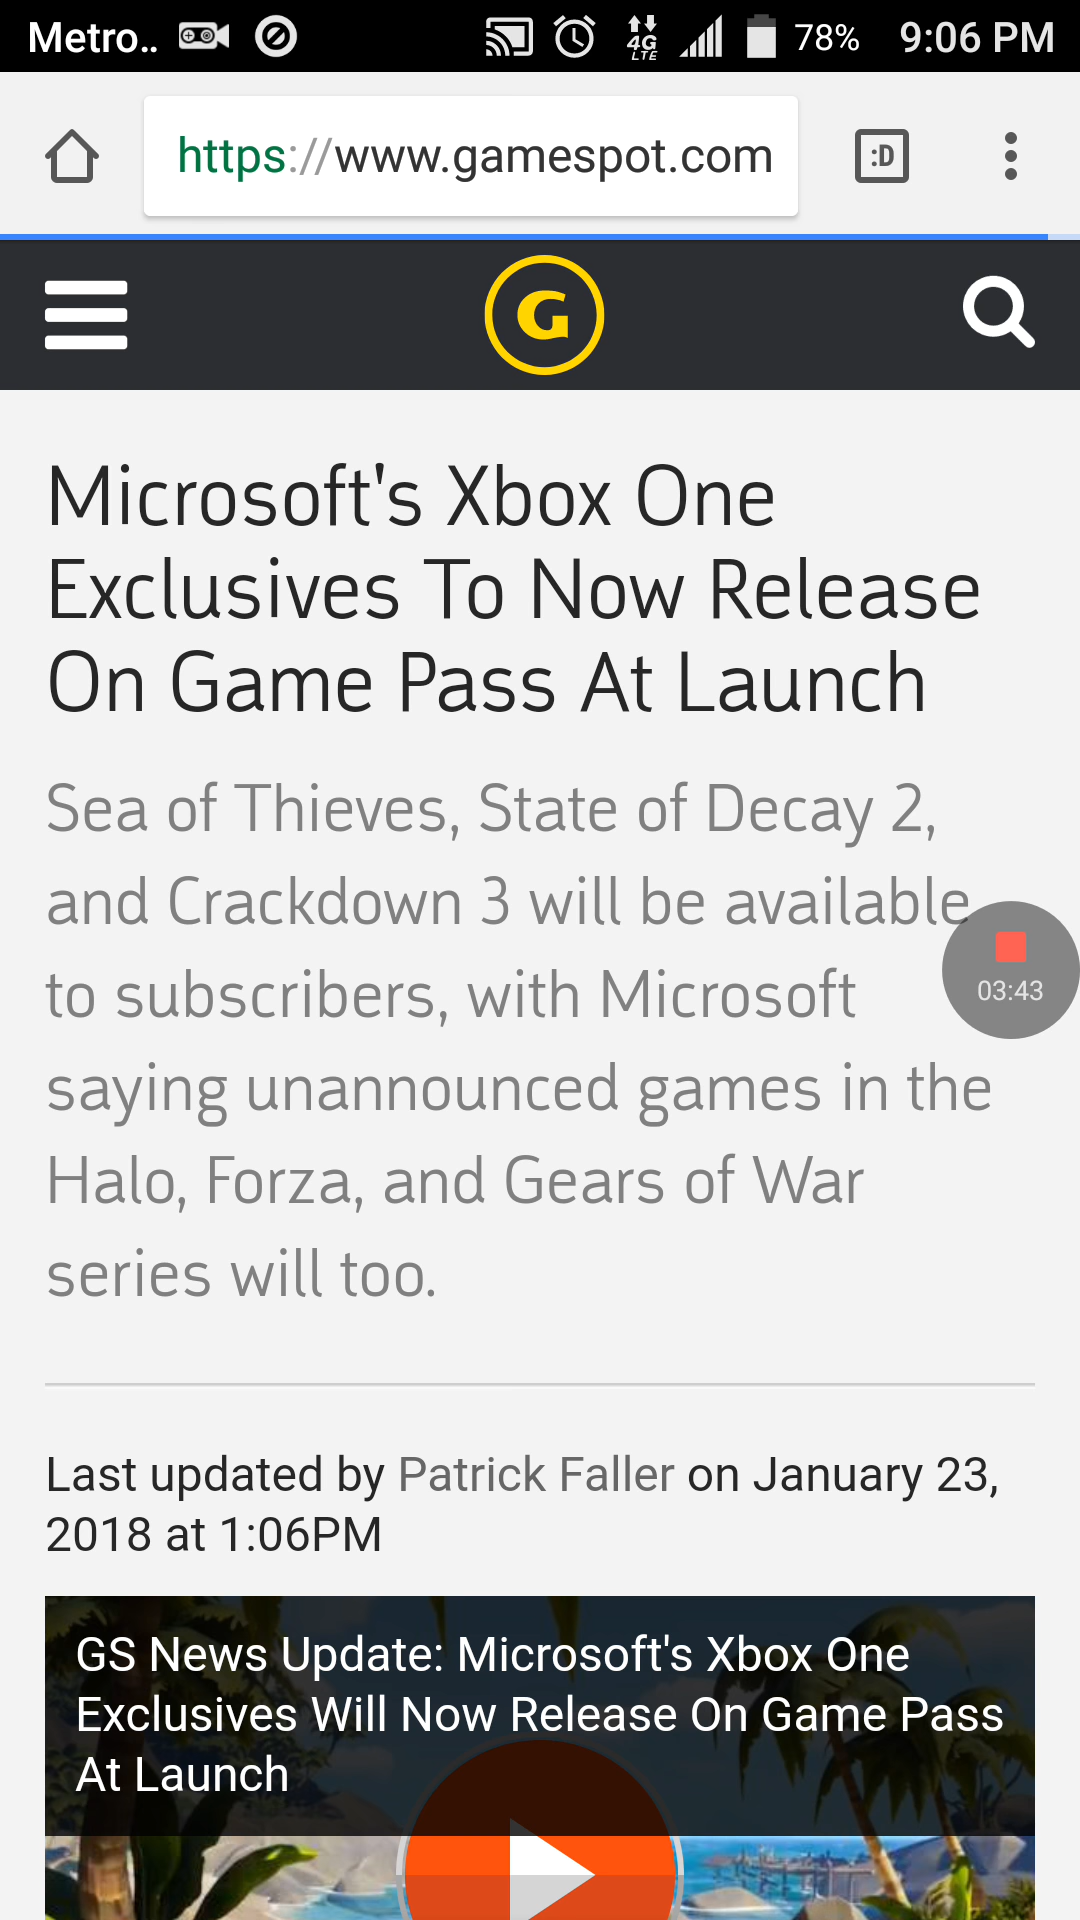 Metro..
4G
LTE
78%
9:06 PM
https://www.gamespot.com
:D
G
Microsoft's Xbox One
Exclusives To Now Release
On Game Pass At Launch
Sea of Thieves, State of Decay 2,
and Crackdown 3 will be available
to subscribers, with Microsoft
saying unannounced games in the
Halo, Forza, and Gears of War
series will too.
03:43
Last updated by Patrick Faller on January 23,
2018 at 1:06PM
GS News Update: Microsoft's Xbox One
Exclusives Will Now Release On Game Pass
At Launch